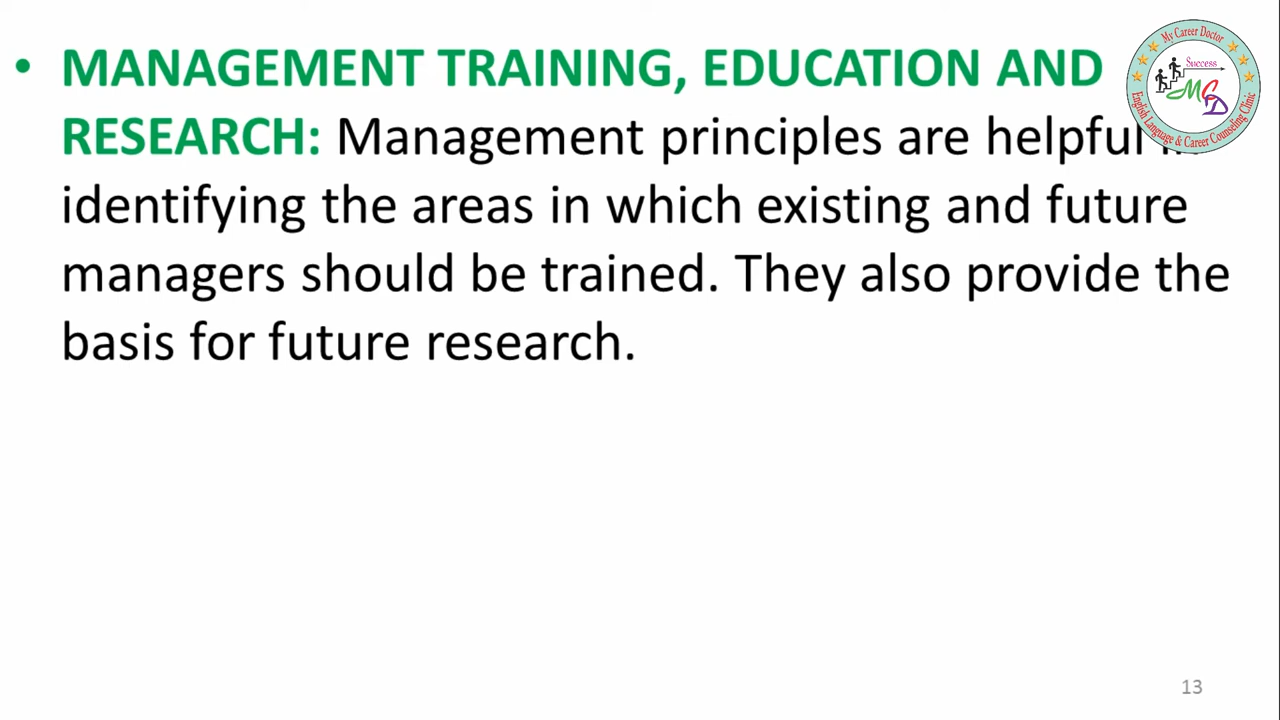 • MANAGEMENT TRAINING, EDUCATION AND
RESEARCH: Management principles are helpful
identifying the areas in which existing and future
managers should be trained. They also provide the
basis for future research.
My Career Doctor
Success
MCD
English Language & Career Counseling Clinic
13